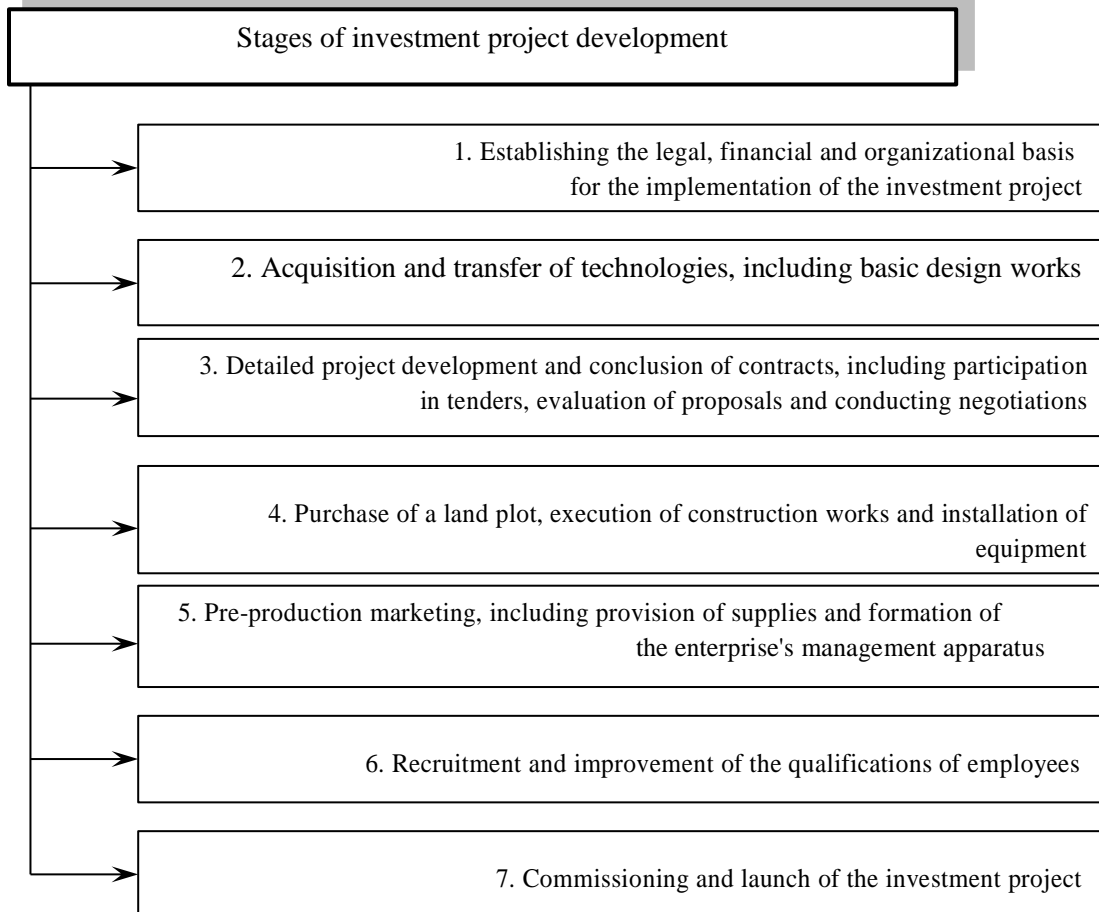 Stages of investment project development
1. Establishing the legal, financial and organizational basis
for the implementation of the investment project
2. Acquisition and transfer of technologies, including basic design works
3. Detailed project development and conclusion of contracts, including participation
in tenders, evaluation of proposals and conducting negotiations
4. Purchase of a land plot, execution of construction works and installation of
equipment
5. Pre-production marketing, including provision of supplies and formation of
the enterprise's management apparatus
6. Recruitment and improvement of the qualifications of employees
7. Commissioning and launch of the investment project